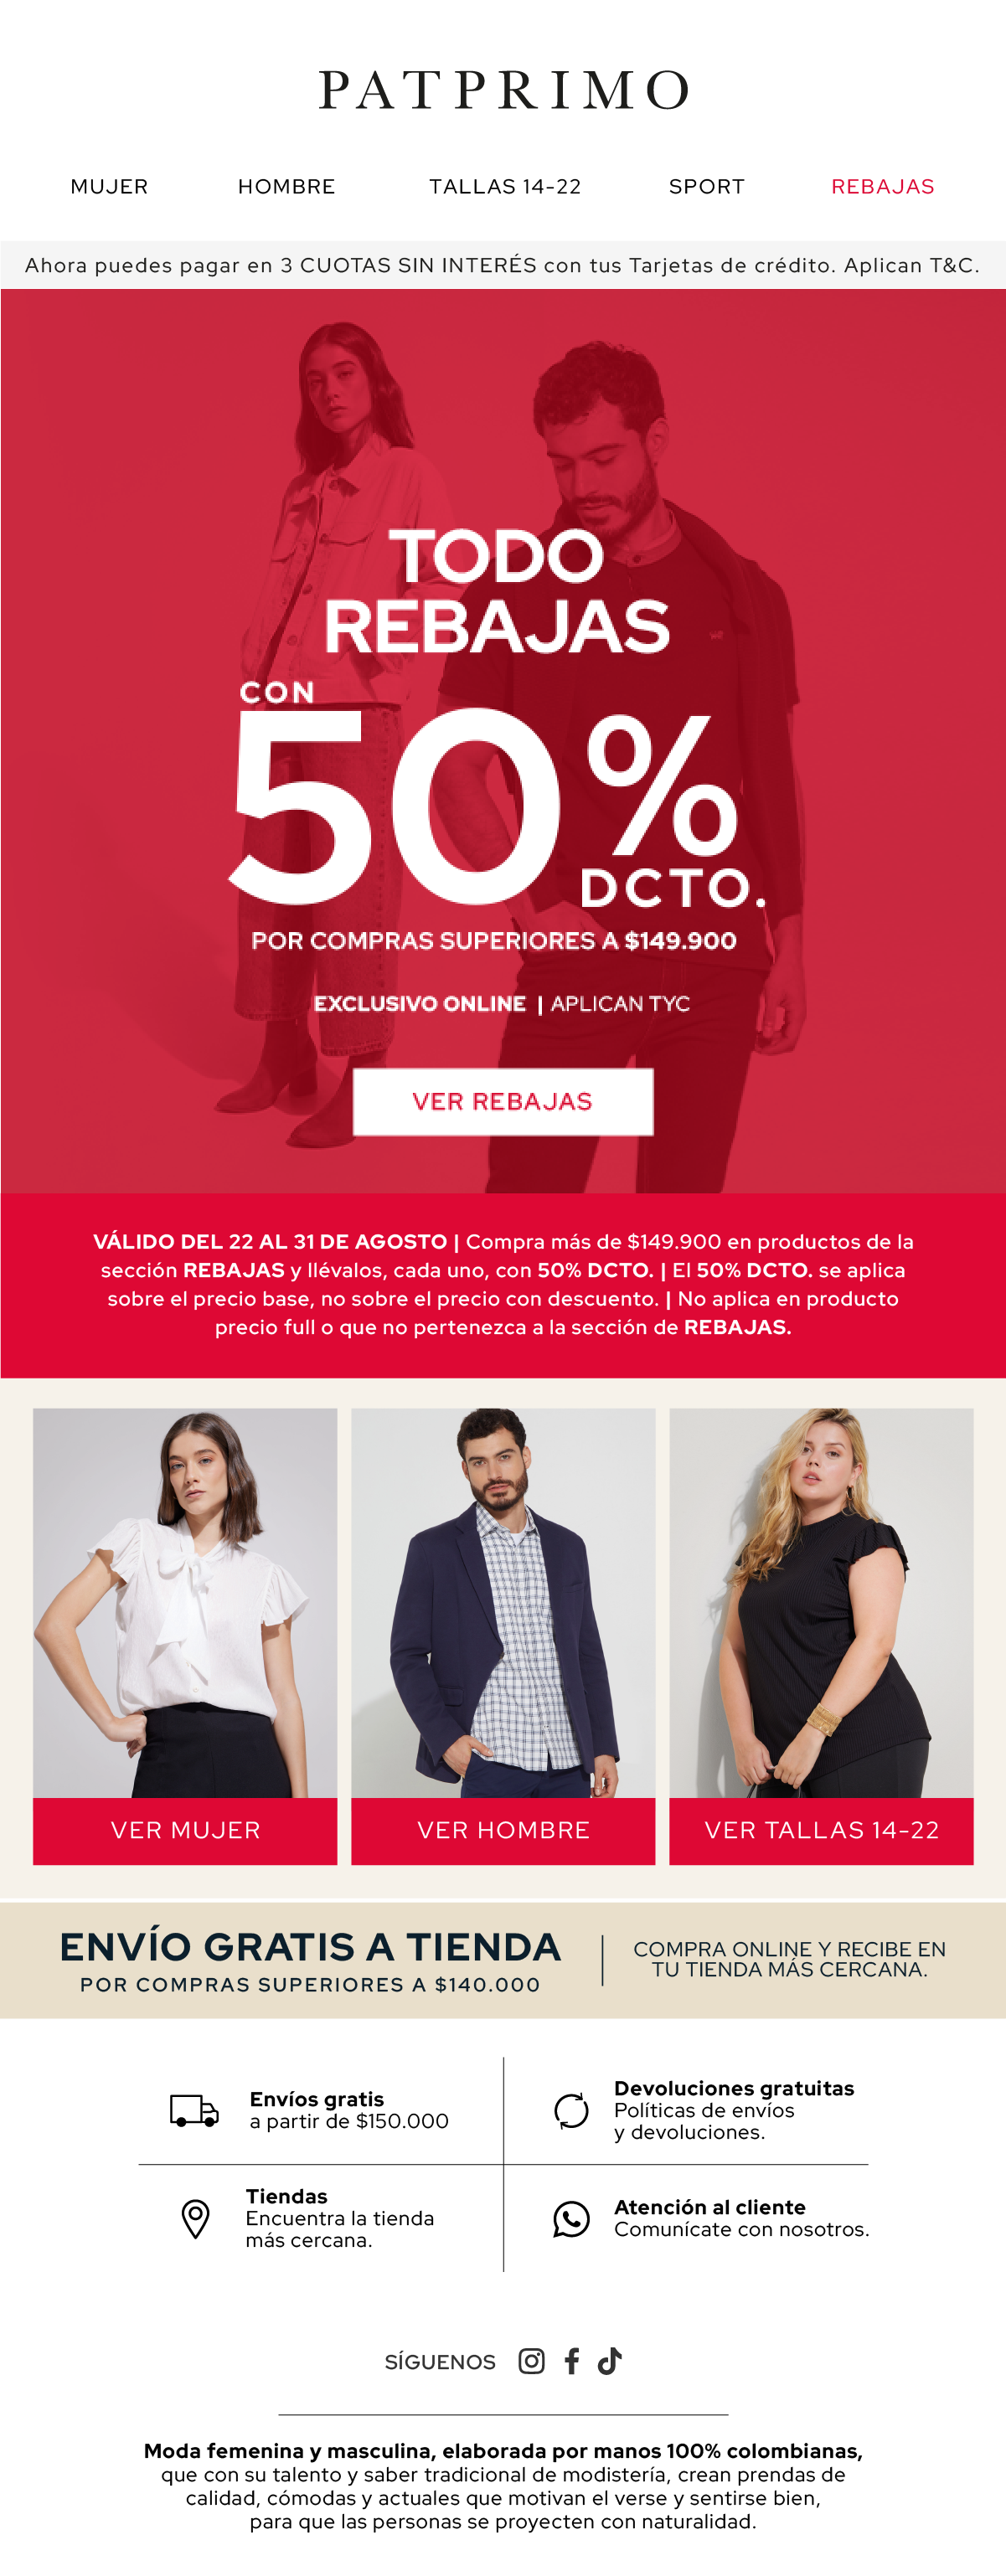 PATPRIMO
MUJER HOMBRE TALLAS 14-22 SPORT REBAJAS
Ahora puedes pagar en 3 CUOTAS SIN INTERÉS con tus Tarjetas de crédito. Aplican T&C.
TODO
REBAJAS
CON
50%
DCTO.
POR COMPRAS SUPERIORES A $149.900
EXCLUSIVO ONLINE | APLICAN TYC
VER REBAJAS
VÁLIDO DEL 22 AL 31 DE AGOSTO | Compra más de $149.900 en productos de la
sección REBAJAS y llévalos, cada uno, con 50% DCTO. | El 50% DCTO. se aplica
sobre el precio base, no sobre el precio con descuento. | No aplica en producto
precio full o que no pertenezca a la sección de REBAJAS.
VER MUJER
VER HOMBRE
VER TALLAS 14-22
ENVÍO GRATIS A TIENDA
POR COMPRAS SUPERIORES A $140.000
COMPRA ONLINE Y RECIBE EN
TU TIENDA MÁS CERCANA.
Envíos gratis
a partir de $150.000
Devoluciones gratuitas
Políticas de envíos
y devoluciones.
Tiendas
Encuentra la tienda
más cercana.
Atención al cliente
Comunícate con nosotros.
SÍGUENOS
Moda femenina y masculina, elaborada por manos 100% colombianas,
que con su talento y saber tradicional de modistería, crean prendas de
calidad, cómodas y actuales que motivan el verse y sentirse bien,
para que las personas se proyecten con naturalidad.